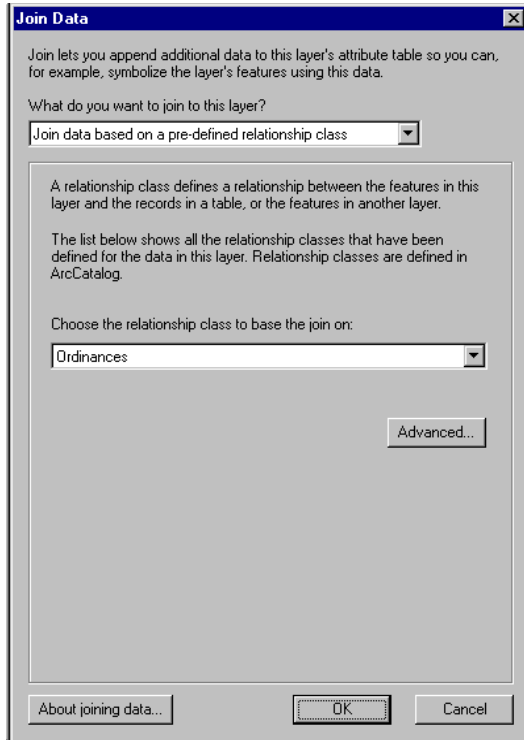 Join Data
Join lets you append additional data to this layer's attribute table so you can,
for example, symbolize the layer's features using this data.
What do you want to join to this layer?
Join data based on a pre-defined relationship class
A relationship class defines a relationship between the features in this
layer and the records in a table, or the features in another layer.
The list below shows all the relationship classes that have been
defined for the data in this layer. Relationship classes are defined in
ArcCatalog.
Choose the relationship class to base the join on:
Ordinances
Advanced...
About joining data... OK Cancel